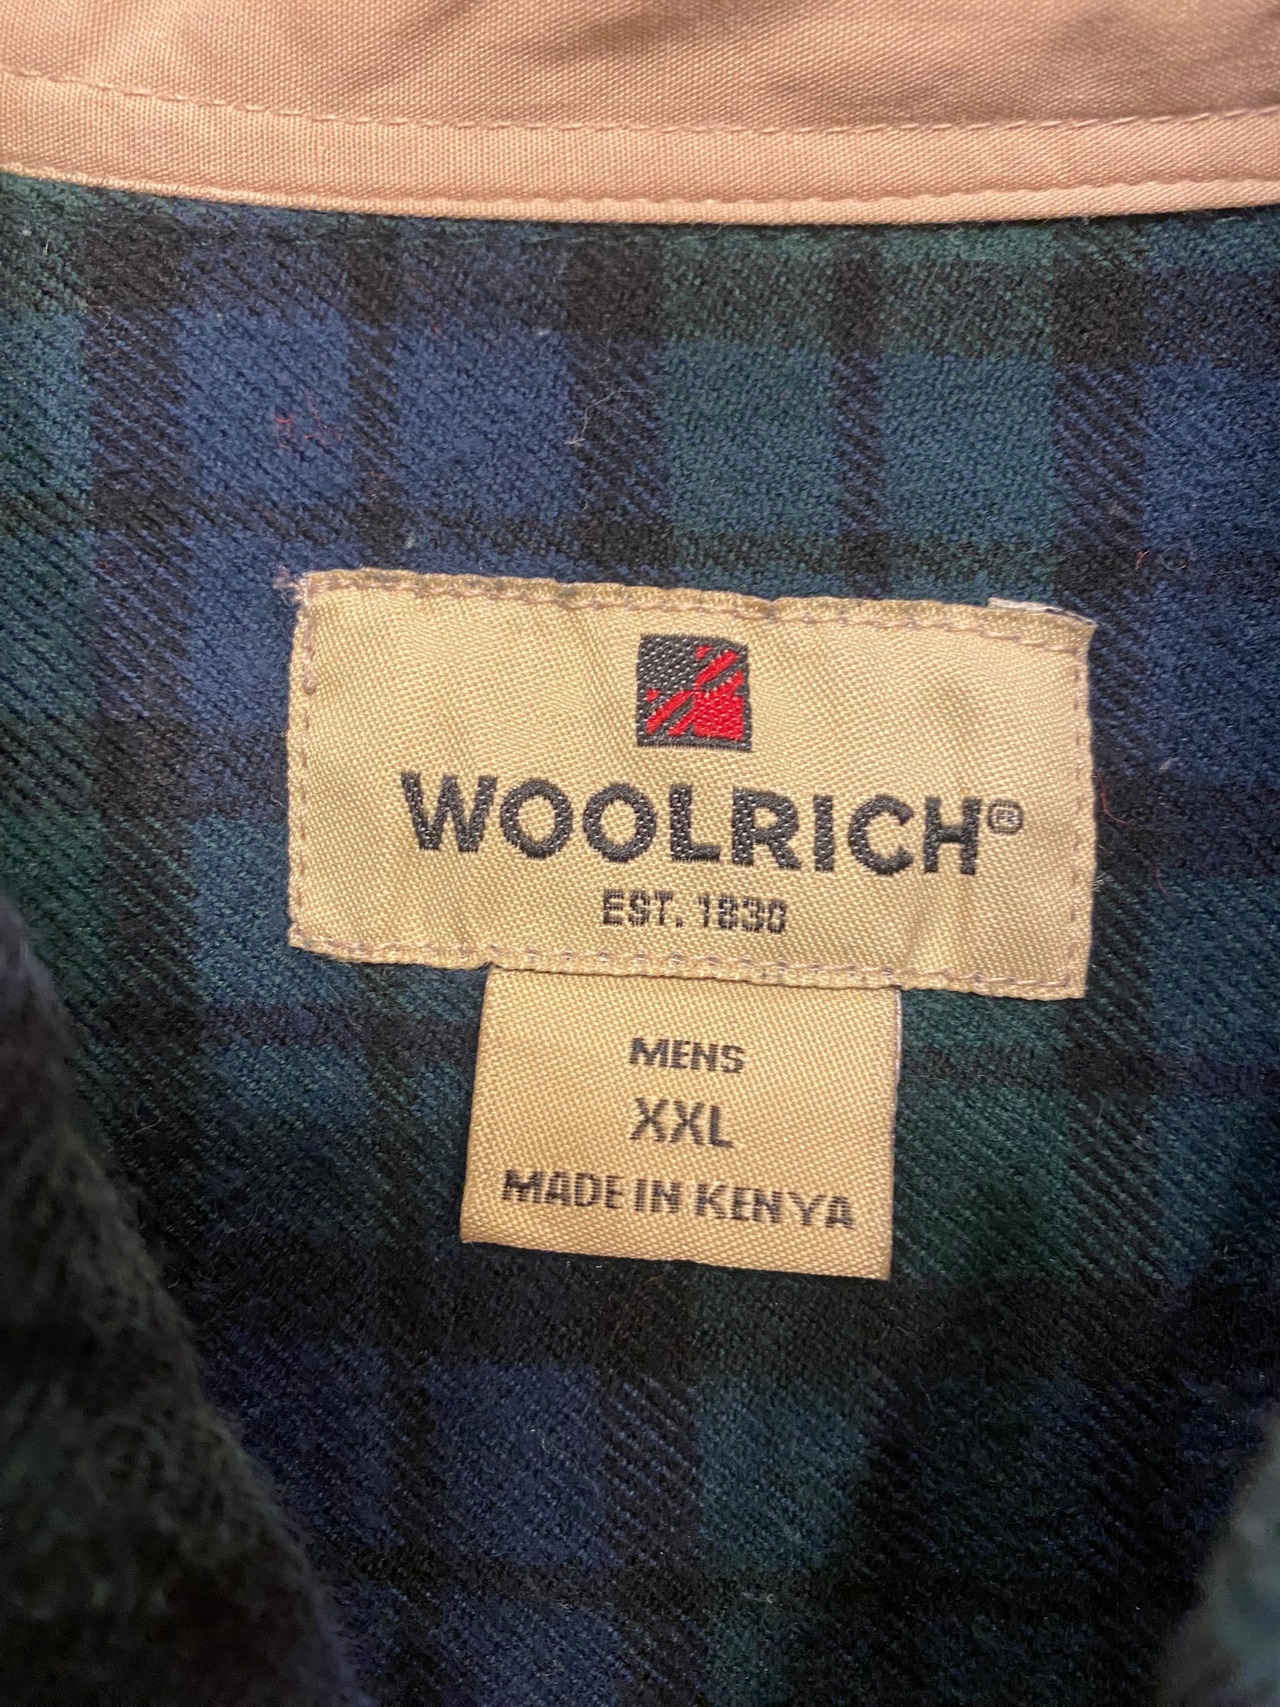 WOOLRICH®
EST. 1830
MENS
XXL
MADE IN KENYA